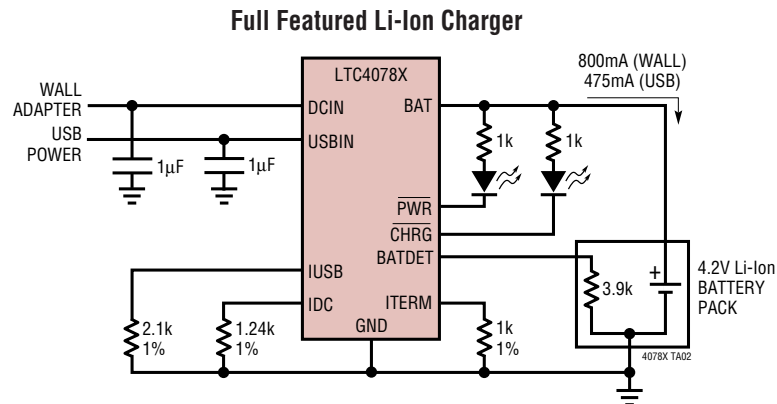 Full Featured Li-Ion Charger
LTC4078X
800mA (WALL)
475mA (USB)
WALL
ADAPTER
DCIN
BAT
USB
POWER
USBIN
1k
1k
1µF
1µF
PWR
CHRG
BATDET
IUSB
IDC
ITERM
GND
3.9k
+
4.2V Li-Ion
BATTERY
PACK
2.1k
1%
1.24k
1%
1k
1%
4078X TA02